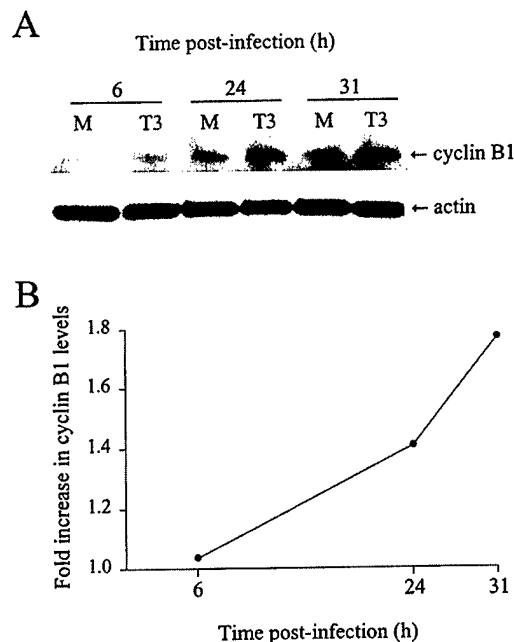 A
Time post-infection (h)
6 24 31
M T3 M T3 M T3
← cyclin B1
← actin
B
Fold increase in cyclin B1 levels
1.8
1.6
1.4
1.2
1.0
6 24 31
Time post-infection (h)